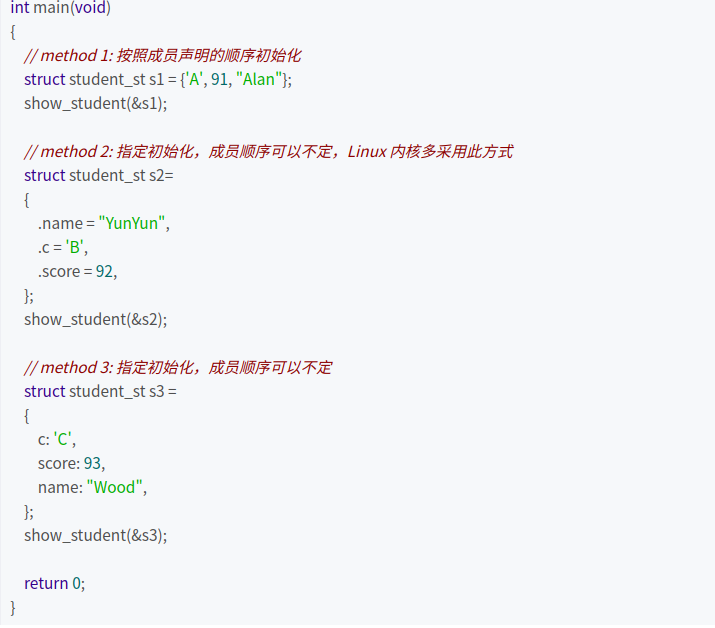 int main(void)
{
// method 1: 按照成员声明的顺序初始化
struct student_st s1 = {'A', 91, "Alan"};
show_student(&s1);
// method 2: 指定初始化，成员顺序可以不定，Linux 内核多采用此方式
struct student_st s2=
{
.name = "YunYun",
.c = 'B',
.score = 92,
};
show_student(&s2);
// method 3: 指定初始化，成员顺序可以不定
struct student_st s3 =
{
c: 'C',
score: 93,
name: "Wood",
};
show_student(&s3);
return 0;
}